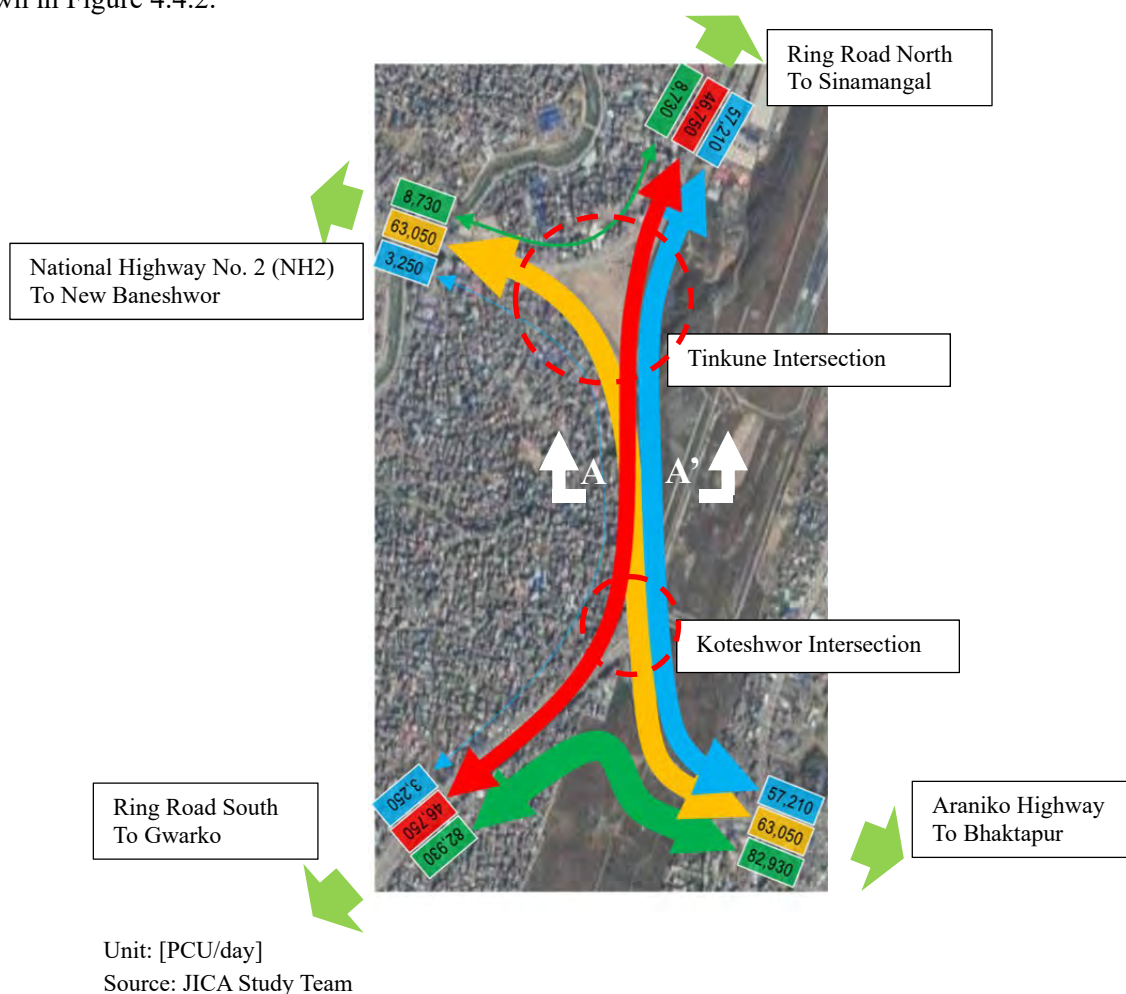 wn in Figure 4.4.2.
Ring Road North
To Sinamangal
8,730
46,750
57,210
8,730
63,050
3,250
National Highway No. 2 (NH2)
To New Baneshwor
Tinkune Intersection
A
A’
Koteshwor Intersection
3,250
46,750
82,930
57,210
63,050
82,930
Ring Road South
To Gwarko
Araniko Highway
To Bhaktapur
Unit: [PCU/day]
Source: JICA Study Team